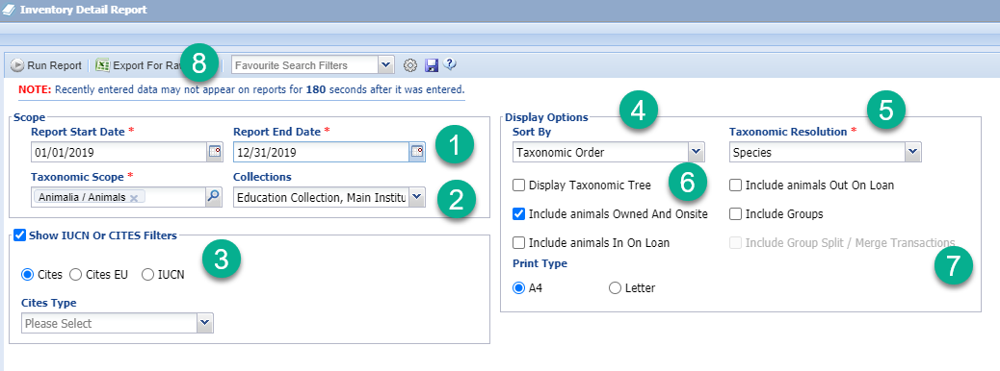 Inventory Detail Report
Run Report Export For Ra 8 Favourite Search Filters
NOTE: Recently entered data may not appear on reports for 180 seconds after it was entered.
Scope
Report Start Date * Report End Date *
01/01/2019 12/31/2019 1
Taxonomic Scope * Collections
Animalia / Animals Education Collection, Main Institu 2
Show IUCN Or CITES Filters
3
Cites Cites EU IUCN
Cites Type
Please Select
Display Options 4 5
Sort By Taxonomic Resolution *
Taxonomic Order Species
Display Taxonomic Tree 6 Include animals Out On Loan
Include animals Owned And Onsite Include Groups
Include animals In On Loan Include Group Split / Merge Transactions
Print Type 7
A4 Letter